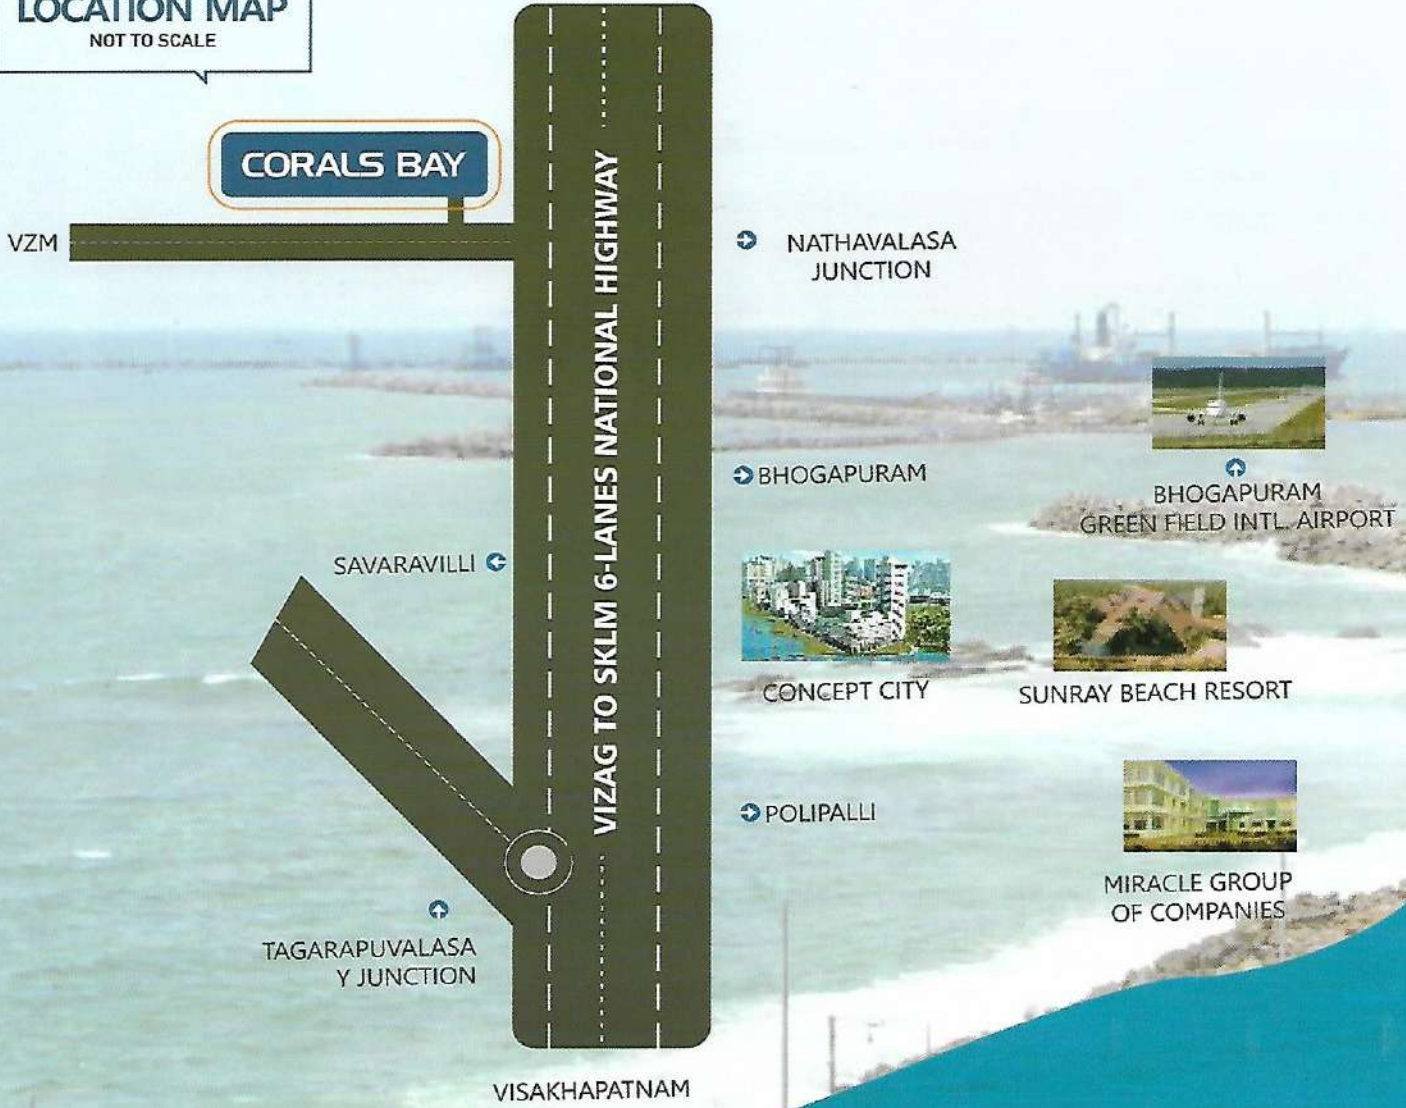 LOCATION MAP
NOT TO SCALE
CORALS BAY
VZM
VIZAG TO SKLM 6-LANES NATIONAL HIGHWAY
NATHAVALASA
JUNCTION
BHOGAPURAM
BHOGAPURAM
GREEN FIELD INTL. AIRPORT
SAVARAVILLI
CONCEPT CITY
SUNRAY BEACH RESORT
POLIPALLI
MIRACLE GROUP
OF COMPANIES
TAGARAPUVALASA
Y JUNCTION
VISAKHAPATNAM